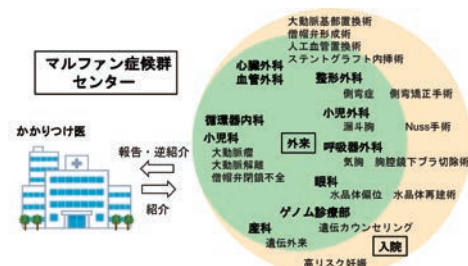 マルファン症候群
センター
かかりつけ医
報告・逆紹介
紹介
大動脈基部置換術
僧帽弁形成術
人工血管置換術
ステントグラフト内挿術
心臓外科
血管外科
整形外科
側弯症 側弯矯正手術
循環器内科
小児科
大動脈瘤
大動脈解離
僧帽弁閉鎖不全
外来
小児外科
漏斗胸 Nuss手術
呼吸器外科
気胸 胸腔鏡下ブラ切除術
眼科
水晶体偏位 水晶体再建術
ゲノム診療部
遺伝カウンセリング
産科
遺伝外来
入院
高リスク妊娠